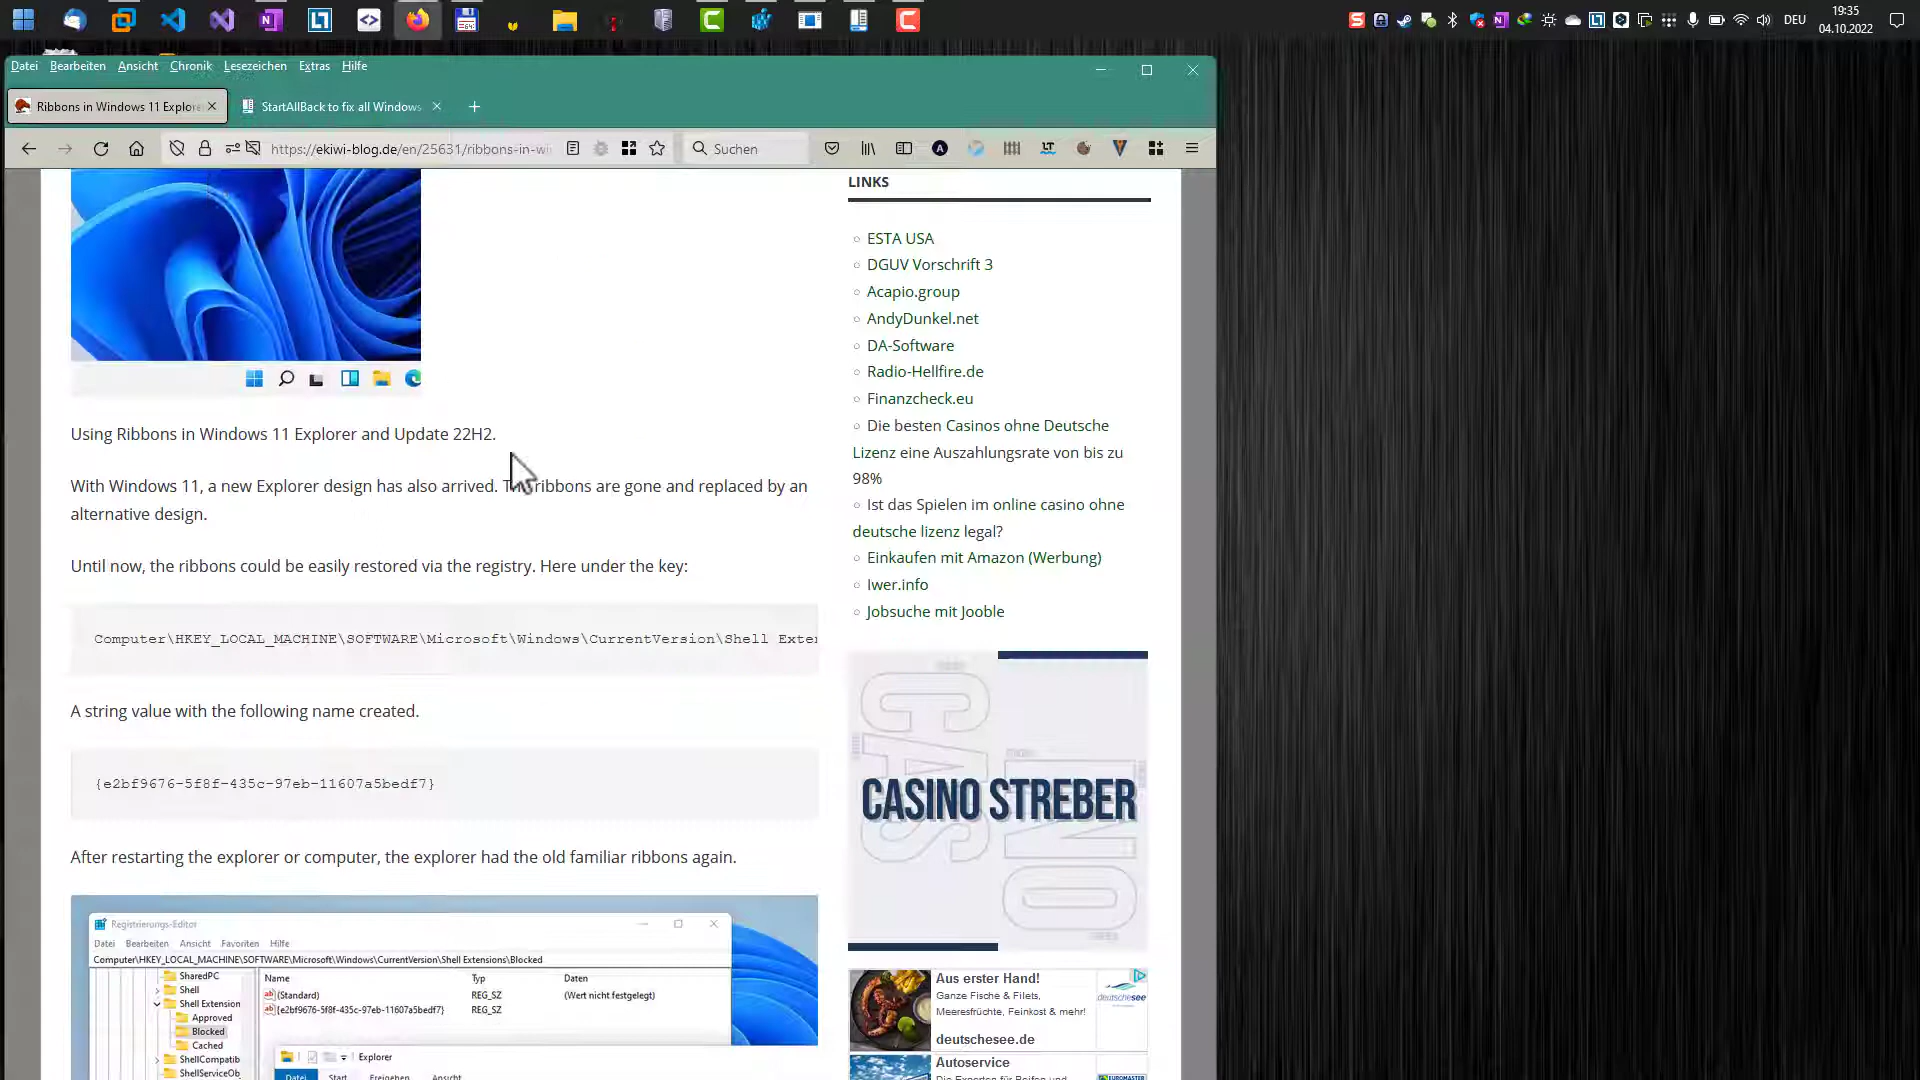 DEU
19:35
04.10.2022
Datei Bearbeiten Ansicht Chronik Lesezeichen Extras Hilfe
Ribbons in Windows 11 Explore
StartAllBack to fix all Windows
https://ekiwi-blog.de/en/25631/ribbons-in-wi
Suchen
Using Ribbons in Windows 11 Explorer and Update 22H2.
With Windows 11, a new Explorer design has also arrived. ribbons are gone and replaced by an
alternative design.
Until now, the ribbons could be easily restored via the registry. Here under the key:
Computer\HKEY_LOCAL_MACHINE\SOFTWARE\Microsoft\Windows\CurrentVersion\Shell Exte
A string value with the following name created.
{e2bf9676-5f8f-435c-97eb-11607a5bedf7}
After restarting the explorer or computer, the explorer had the old familiar ribbons again.
Registrierungs-Editor
Datei Bearbeiten Ansicht Favoriten Hilfe
Computer\HKEY_LOCAL_MACHINE\SOFTWARE\Microsoft\Windows\CurrentVersion\Shell Extensions\Blocked
SharedPC
Shell
Shell Extension
Approved
Blocked
Cached
ShellCompatib
ShellServiceOb
Name Typ Daten
(Standard) REG_SZ (Wert nicht festgelegt)
{e2bf9676-5f8f-435c-97eb-11607a5bedf7} REG_SZ
Explorer
Datei Start Freigeben Ansicht
LINKS
ESTA USA
DGUV Vorschrift 3
Acapio.group
AndyDunkel.net
DA-Software
Radio-Hellfire.de
Finanzcheck.eu
Die besten Casinos ohne Deutsche
Lizenz eine Auszahlungsrate von bis zu
98%
Ist das Spielen im online casino ohne
deutsche lizenz legal?
Einkaufen mit Amazon (Werbung)
Iwer.info
Jobsuche mit Jooble
CASINO STREBER
Aus erster Hand!
Ganze Fische & Filets,
Meeresfrüchte, Feinkost & mehr!
deutschesee.de
deutschesee
Autoservice
EUROMASTER